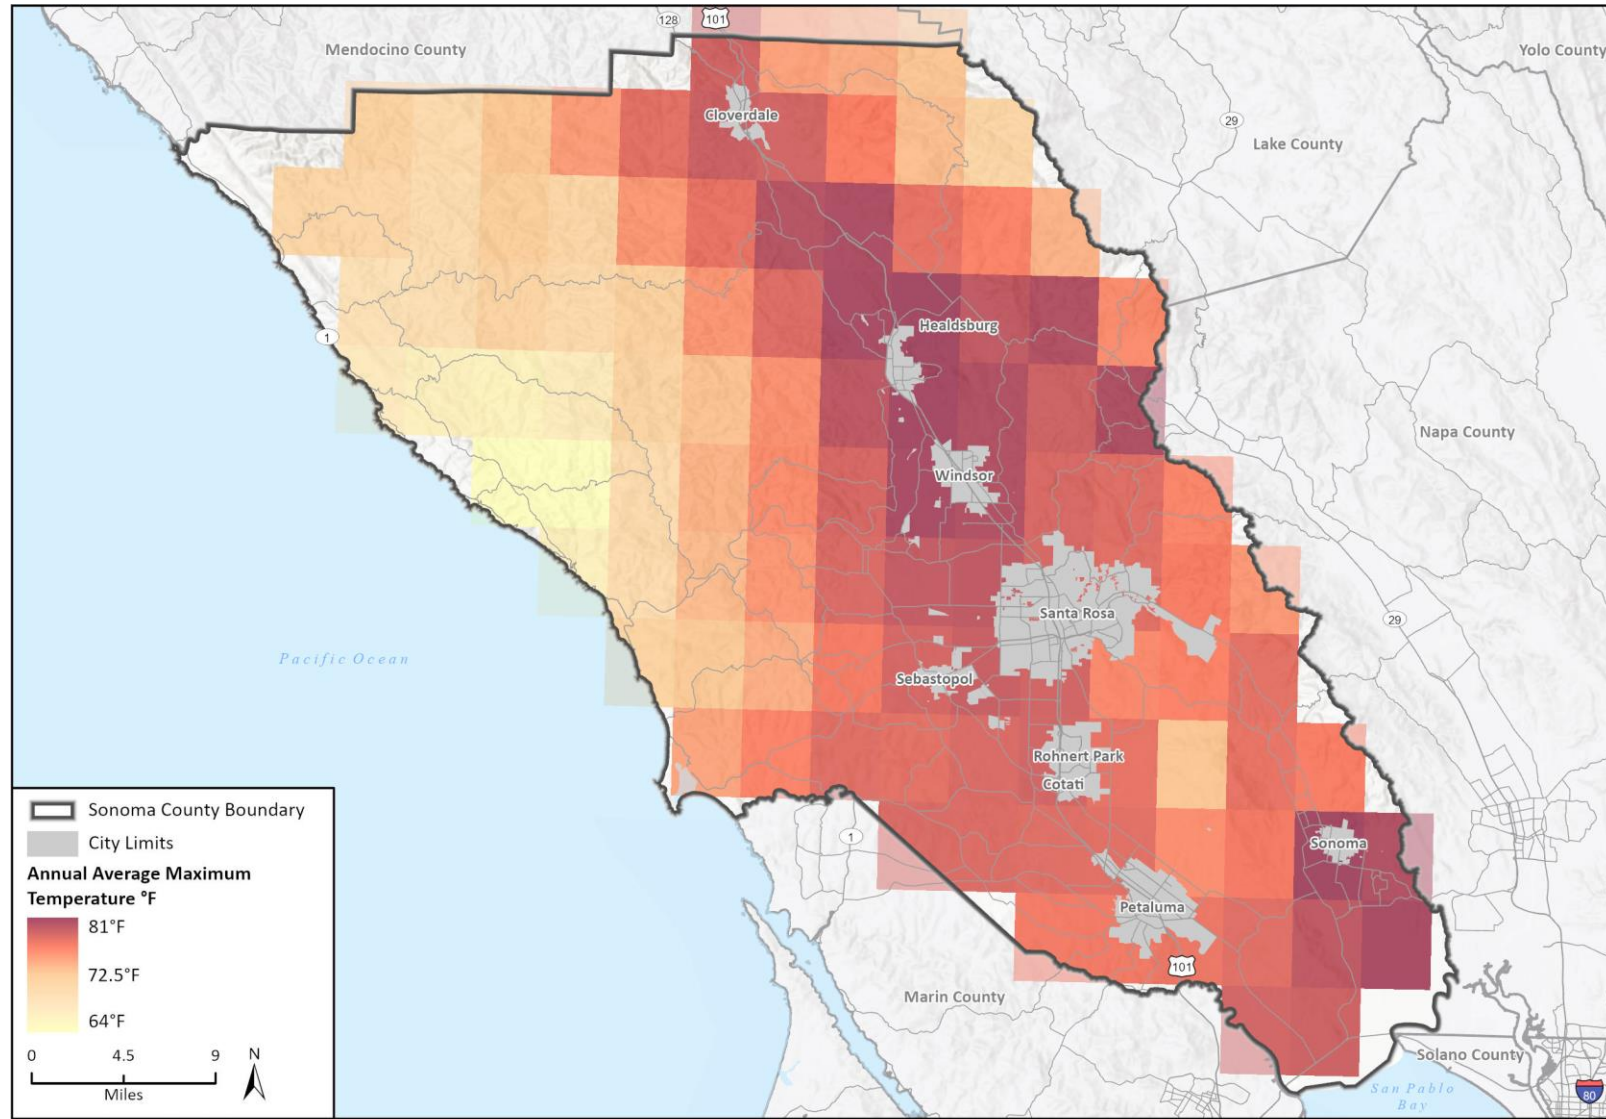 128
101
Mendocino County
Yolo County
Cloverdale
29
Lake County
Healdsburg
1
Napa County
Windsor
Santa Rosa
29
Pacific Ocean
Sebastopol
Rohnert Park
Cotati
1
Sonoma
Petaluma
101
Marin County
Solano County
San Pablo
Bay
80
Sonoma County Boundary
City Limits
Annual Average Maximum
Temperature °F
81°F
72.5°F
64°F
0 4.5 9
Miles
N